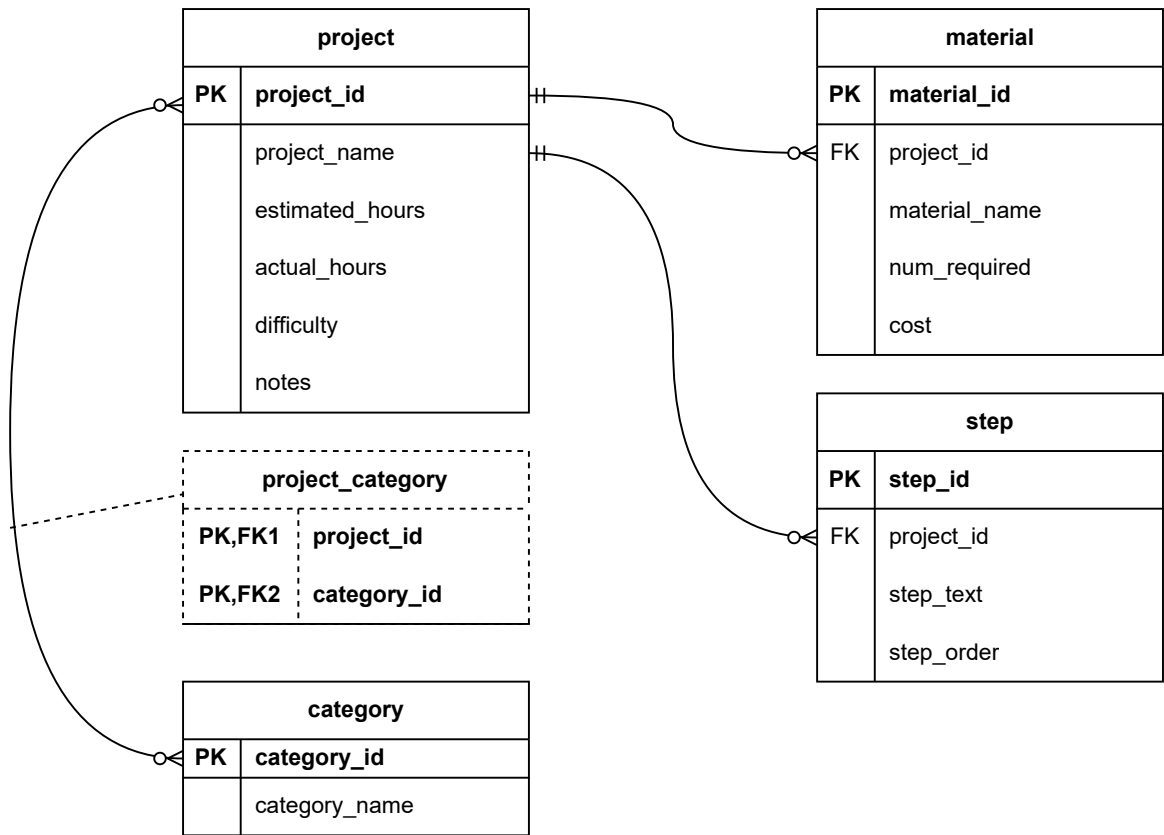 project
PK project_id
project_name
estimated_hours
actual_hours
difficulty
notes
material
PK material_id
FK project_id
material_name
num_required
cost
step
PK step_id
FK project_id
step_text
step_order
project_category
PK,FK1 project_id
PK,FK2 category_id
category
PK category_id
category_name